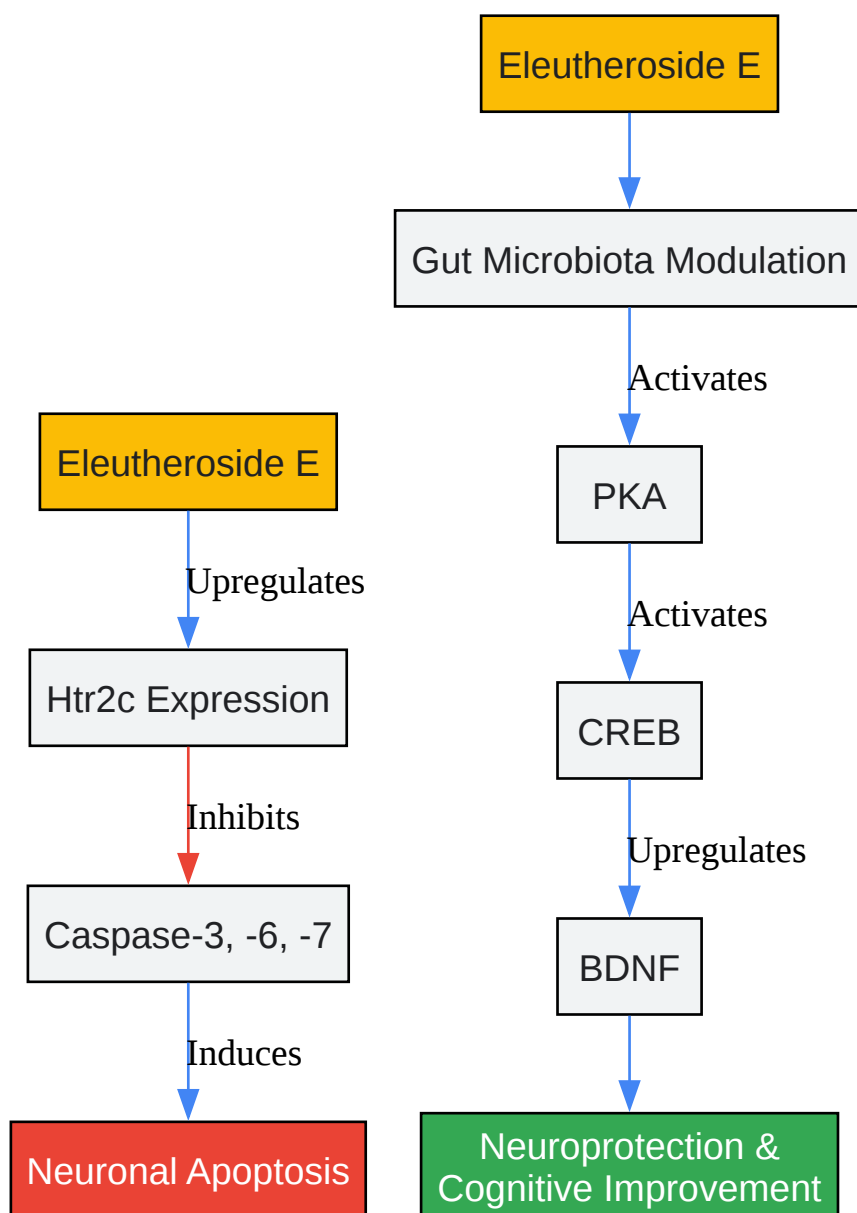 Eleutheroside E
Gut Microbiota Modulation
Activates
PKA
Activates
CREB
Upregulates
BDNF
Neuroprotection &
Cognitive Improvement
Eleutheroside E
Upregulates
Htr2c Expression
Inhibits
Caspase-3, -6, -7
Induces
Neuronal Apoptosis